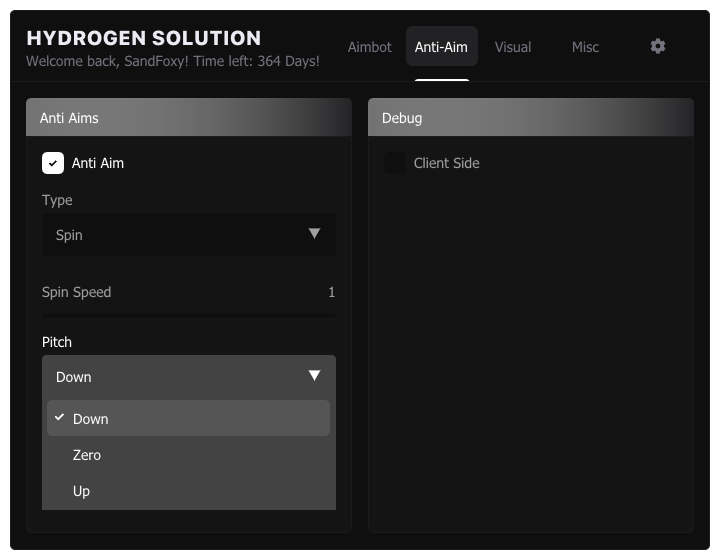 HYDROGEN SOLUTION
Welcome back, SandFoxy! Time left: 364 Days!
Aimbot
Anti-Aim
Visual
Misc
Anti Aims
Anti Aim
Type
Spin
Spin Speed 1
Pitch
Down
Down
Zero
Up
Debug
Client Side